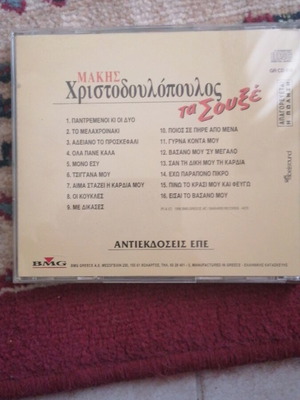 ΜΑΚΗΣ
Χριστοδουλόπουλος
τα Σουξέ
1. ΠΑΝΤΡΕΜΕΝΟΙ ΚΙ ΟΙ ΔΥΟ
2. ΤΟ ΜΕΛΑΧΡΟΙΝΑΚΙ
3. ΑΔΕΙΑΝΟ ΤΟ ΠΡΟΣΚΕΦΑΛΙ
4. ΟΛΑ ΠΑΝΕ ΚΑΛΑ
5. ΜΟΝΟ ΕΣΥ
6. ΤΣΙΓΓΑΝΑ ΜΟΥ
7. ΑΙΜΑ ΣΤΑΖΕΙ Η ΚΑΡΔΙΑ ΜΟΥ
8. ΟΙ ΚΟΥΚΛΕΣ
9. ΜΕ ΔΙΚΑΣΕΣ
10. ΠΟΙΟΣ ΣΕ ΠΗΡΕ ΑΠΟ ΜΕΝΑ
11. ΓΥΡΝΑ ΚΟΝΤΑ ΜΟΥ
12. ΒΑΣΑΝΟ ΜΟΥ ΣΥ ΜΕΓΑΛΟ
13. ΣΑΝ ΤΗ ΔΙΚΗ ΜΟΥ ΤΗ ΚΑΡΔΙΑ
14. ΕΧΩ ΠΑΡΑΠΟΝΟ ΠΙΚΡΟ
15. ΠΙΝΩ ΤΟ ΚΡΑΣΙ ΜΟΥ ΚΑΙ ΦΕΥΓΩ
16. ΕΙΣΑΙ ΤΟ ΒΑΣΑΝΟ ΜΟΥ
ΑΝΤΙΕΚΔΟΣΕΙΣ ΕΠΕ
BMG